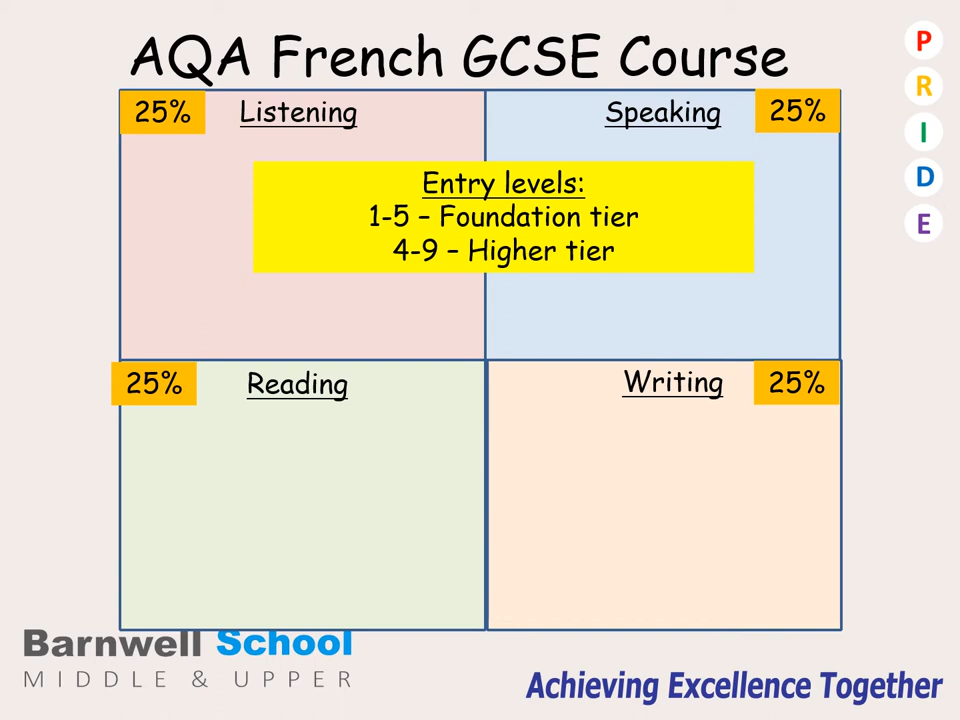 AQA French GCSE Course
25% Listening
Speaking 25%
Entry levels:
1-5 – Foundation tier
4-9 – Higher tier
25% Reading
Writing 25%
P
R
I
D
E
Barnwell School
MIDDLE & UPPER
Achieving Excellence Together